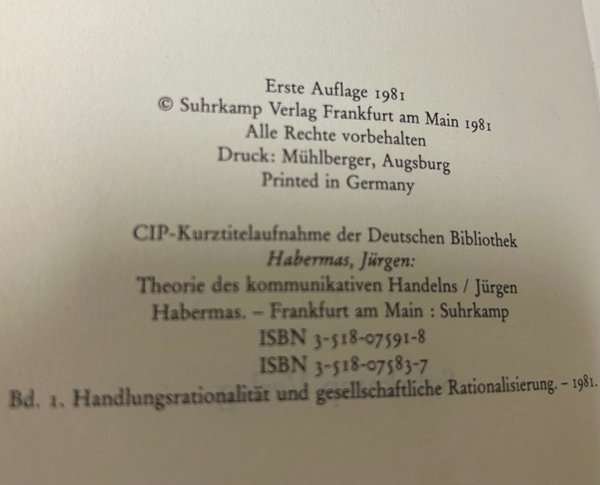 Erste Auflage 1981
© Suhrkamp Verlag Frankfurt am Main 1981
Alle Rechte vorbehalten
Druck: Mühlberger, Augsburg
Printed in Germany
CIP-Kurztitelaufnahme der Deutschen Bibliothek
Habermas, Jürgen:
Theorie des kommunikativen Handelns / Jürgen
Habermas. – Frankfurt am Main : Suhrkamp
ISBN 3-518-07591-8
ISBN 3-518-07583-7
Bd. 1. Handlungsrationalität und gesellschaftliche Rationalisierung. – 1981.